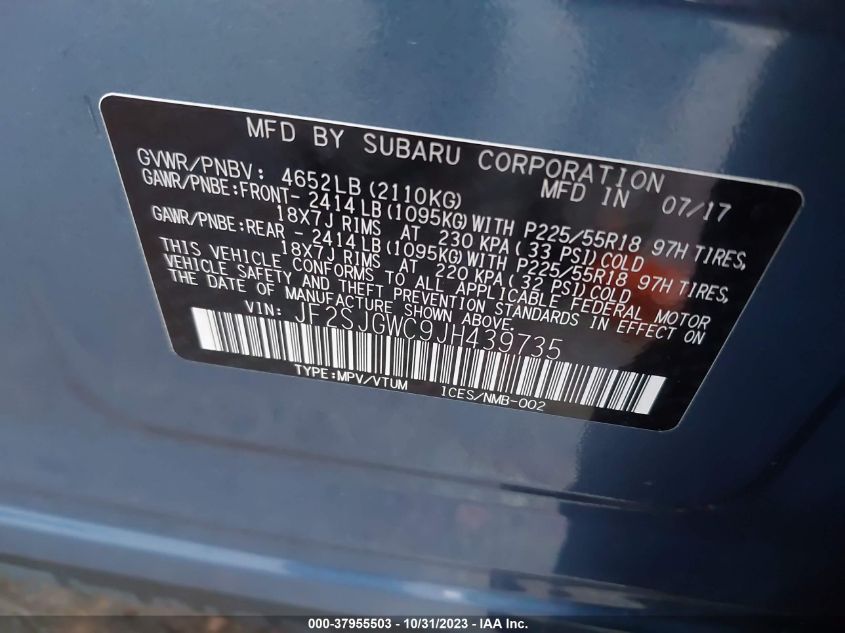 MFD BY SUBARU CORPORATION
GVWR/PNBV: 4652LB (2110KG) MFD IN 07/17
GAWR/PNBE:FRONT- 2414LB (1095KG) WITH P225/55R18 97H TIRES,
18X7J RIMS AT 230 KPA (33 PSI) COLD
GAWR/PNBE:REAR - 2414LB (1095KG) WITH P225/55R18 97H TIRES,
18X7J RIMS AT 220 KPA (32 PSI) COLD
THIS VEHICLE CONFORMS TO ALL APPLICABLE FEDERAL MOTOR
VEHICLE SAFETY AND THEFT PREVENTION STANDARDS IN EFFECT ON
THE DATE OF MANUFACTURE SHOWN ABOVE.
VIN: JF2SJGWC9JH439735
TYPE:MPV/VTUM ICES/NMB-002
000-37955503 - 10/31/2023 - © IAA, Inc.